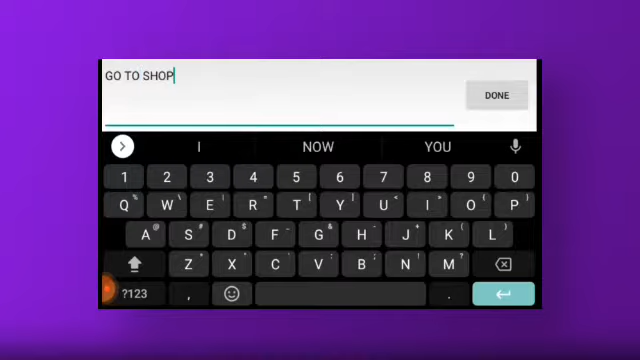 GO TO SHOP
DONE
I NOW YOU
1 2 3 4 5 6 7 8 9 0
Q W E R T Y U I O P
A S D F G H J K L
Z X C V B N M
?123 , .